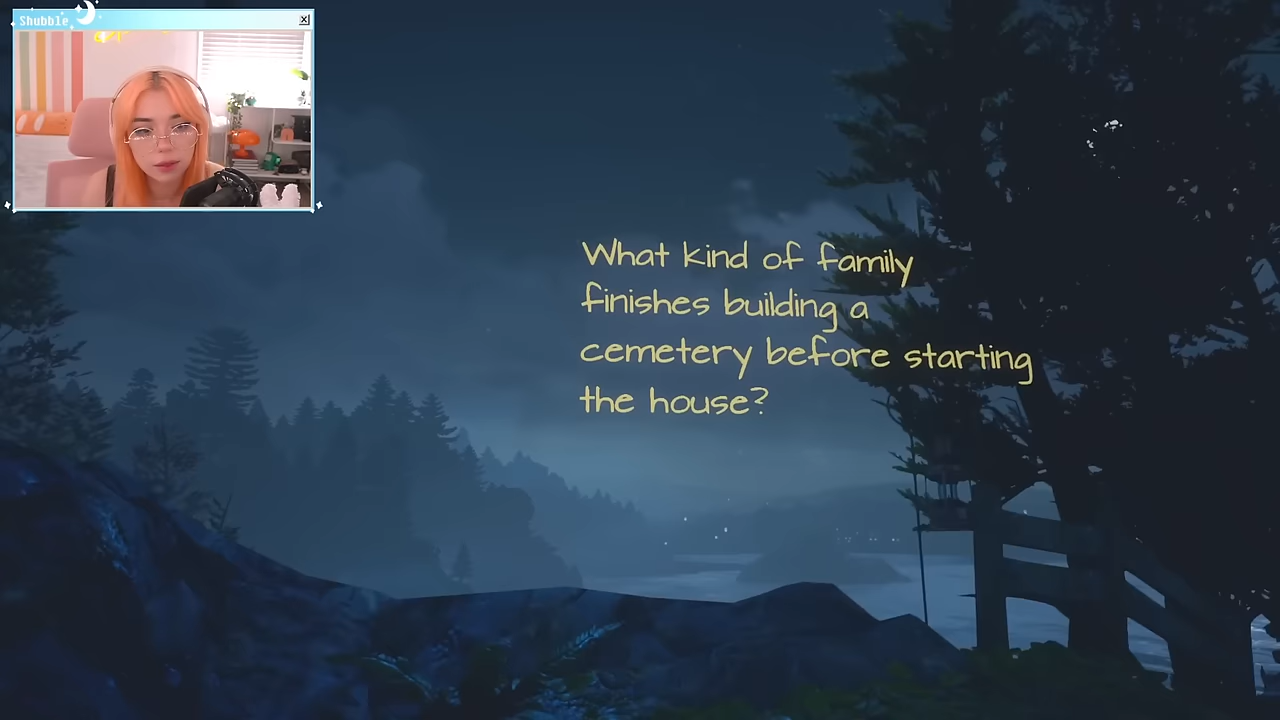 Shubble
What kind of family
finishes building a
cemetery before starting
the house?